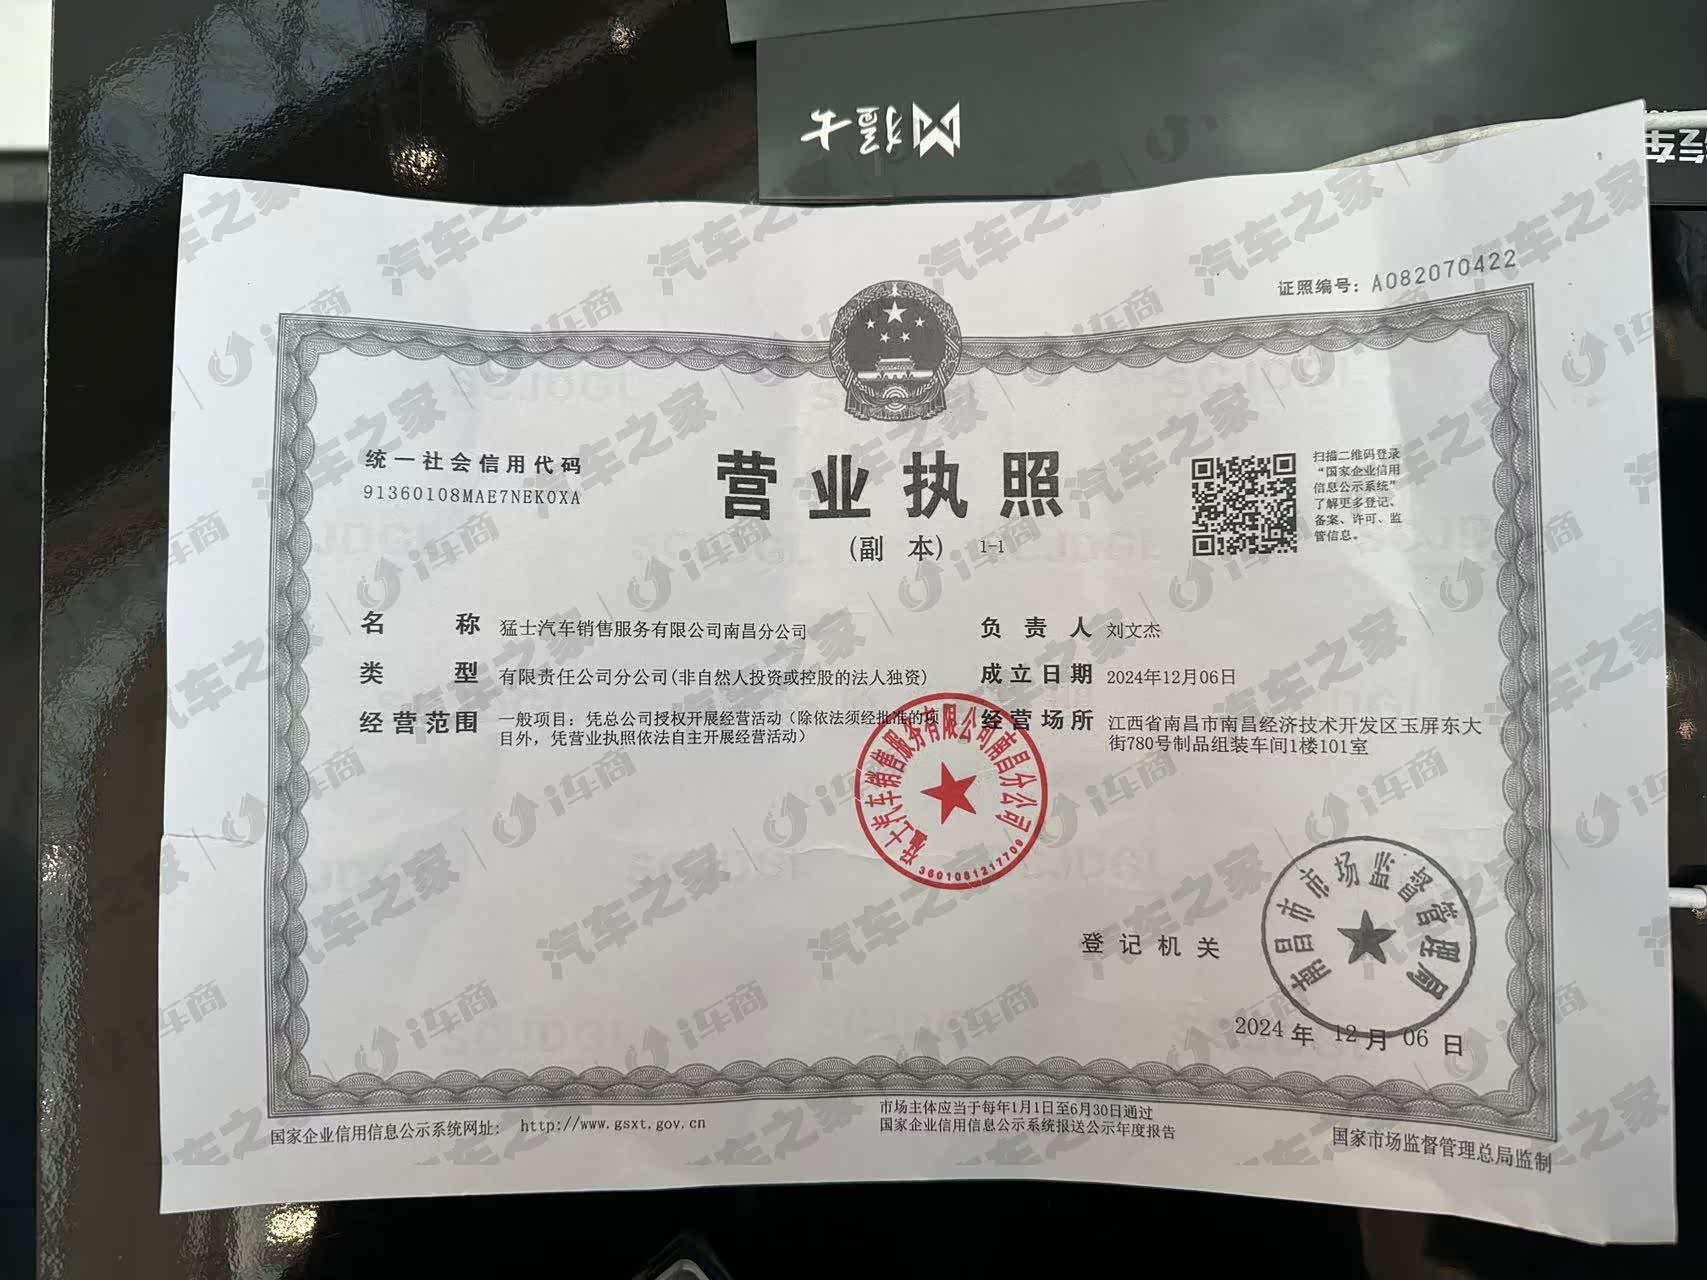 猛士
汽车
证照编号：A082070422
统一社会信用代码
91360108MAE7NEK0XA
营业执照
(副 本) 1-1
扫描二维码登录
“国家企业信用
信息公示系统”
了解更多登记、
备案、许可、监
管信息。
名 称 猛士汽车销售服务有限公司南昌分公司
类 型 有限责任公司分公司(非自然人投资或控股的法人独资)
经营范围 一般项目：凭总公司授权开展经营活动（除依法须经批准的项
目外，凭营业执照依法自主开展经营活动）
负责人 刘文杰
成立日期 2024年12月06日
经营场所 江西省南昌市南昌经济技术开发区玉屏东大
街780号制品组装车间1楼101室
猛士汽车销售服务有限公司南昌分公司
3601081217709
登记机关
南昌市市场监督管理局
2024 年 12 月 06 日
国家企业信用信息公示系统网址： http://www.gsxt.gov.cn
市场主体应当于每年1月1日至6月30日通过
国家企业信用信息公示系统报送公示年度报告
国家市场监督管理总局监制
汽车之家
i车商